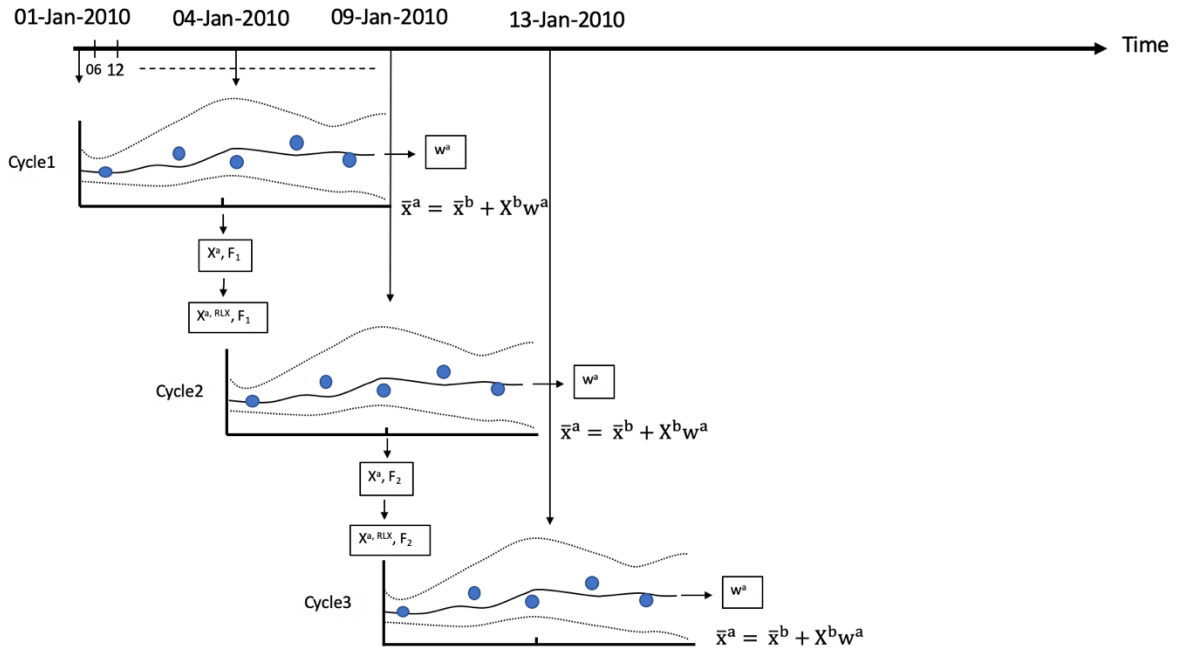 01-Jan-2010 04-Jan-2010 09-Jan-2010 13-Jan-2010
Time
06 12
Cycle1
wᵃ
x̄ᵃ = x̄ᵇ + Xᵇwᵃ
Xᵃ, F₁
Xᵃ, ᴿᴸˣ, F₁
Cycle2
wᵃ
x̄ᵃ = x̄ᵇ + Xᵇwᵃ
Xᵃ, F₂
Xᵃ, ᴿᴸˣ, F₂
Cycle3
wᵃ
x̄ᵃ = x̄ᵇ + Xᵇwᵃ